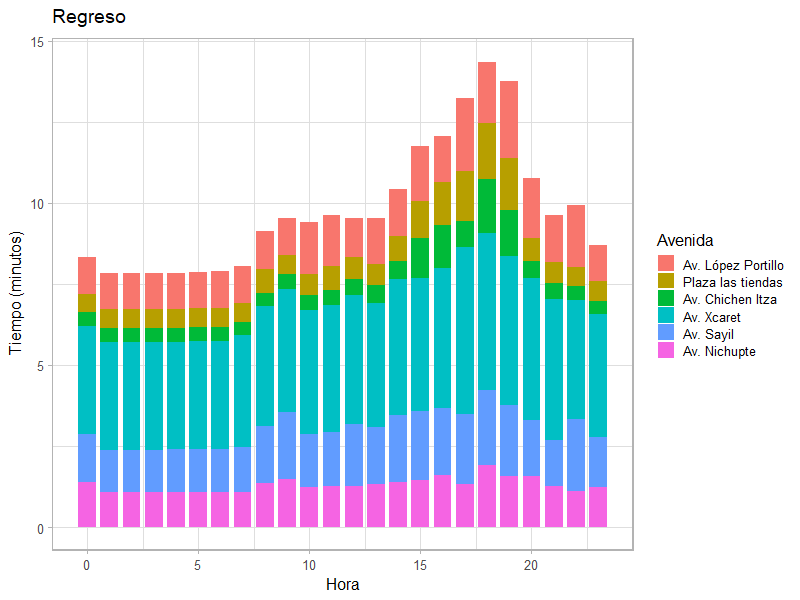 Regreso
15
10
5
0
Tiempo (minutos)
0 5 10 15 20
Hora
Avenida
Av. López Portillo
Plaza las tiendas
Av. Chichen Itza
Av. Xcaret
Av. Sayil
Av. Nichupte